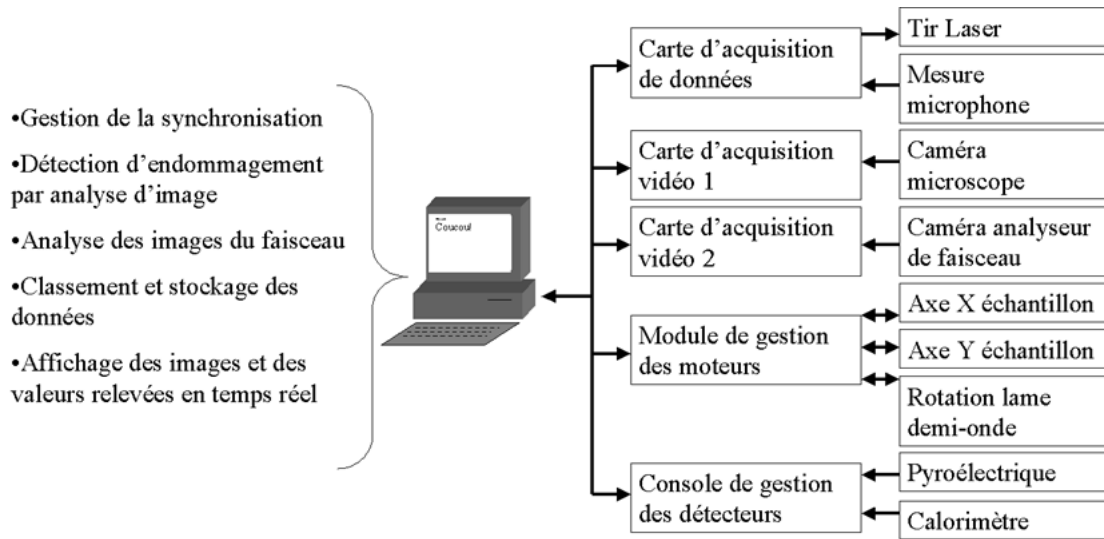 •Gestion de la synchronisation
•Détection d'endommagement
par analyse d'image
•Analyse des images du faisceau
•Classement et stockage des
données
•Affichage des images et des
valeurs relevées en temps réel
Coucou!
Carte d'acquisition
de données
Carte d'acquisition
vidéo 1
Carte d'acquisition
vidéo 2
Module de gestion
des moteurs
Console de gestion
des détecteurs
Tir Laser
Mesure
microphone
Caméra
microscope
Caméra analyseur
de faisceau
Axe X échantillon
Axe Y échantillon
Rotation lame
demi-onde
Pyroélectrique
Calorimètre